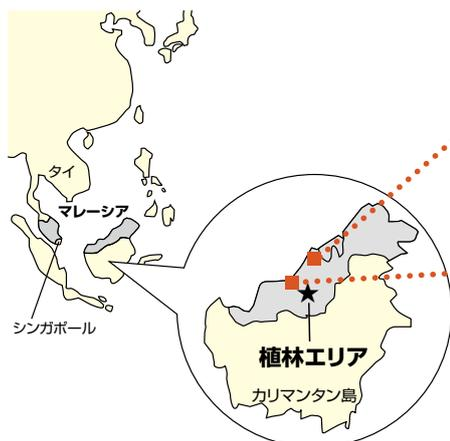 タイ
マレーシア
シンガポール
植林エリア
カリマンタン島